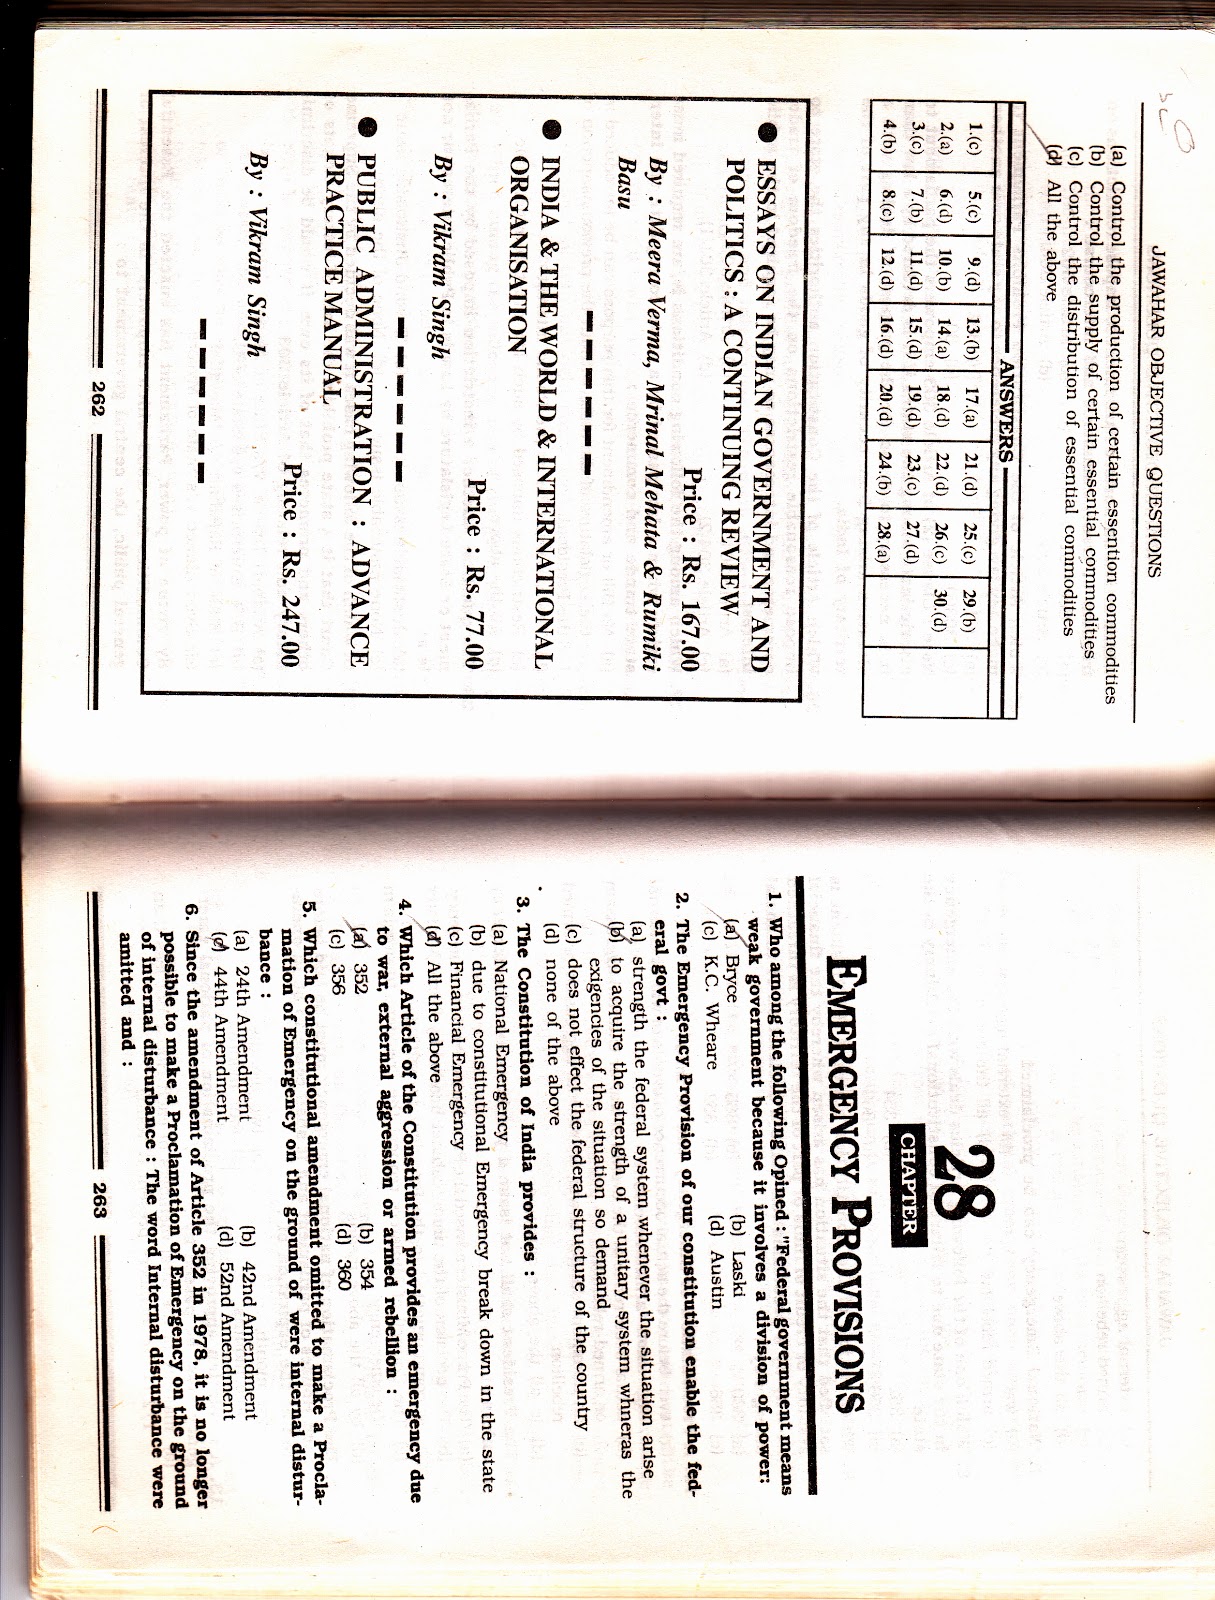 JAWAHAR OBJECTIVE QUESTIONS
(a) Control the production of certain essention commodities
(b) Control the supply of certain essential commodities
(c) Control the distribution of essential commodities
(d) All the above
ANSWERS
1.(c) 5.(c) 9.(d) 13.(b) 17.(a) 21.(d) 25.(c) 29.(b)
2.(a) 6.(d) 10.(b) 14.(a) 18.(d) 22.(d) 26.(c) 30.(d)
3.(c) 7.(b) 11.(d) 15.(d) 19.(d) 23.(c) 27.(d)
4.(b) 8.(c) 12.(d) 16.(d) 20.(d) 24.(b) 28.(a)
● ESSAYS ON INDIAN GOVERNMENT AND
POLITICS : A CONTINUING REVIEW
Price : Rs. 167.00
By : Meera Verma, Mrinal Mehata & Rumiki
Basu
● INDIA & THE WORLD & INTERNATIONAL
ORGANISATION
Price : Rs. 77.00
By : Vikram Singh
● PUBLIC ADMINISTRATION : ADVANCE
PRACTICE MANUAL
Price : Rs. 247.00
By : Vikram Singh
262
28
CHAPTER
EMERGENCY PROVISIONS
1. Who among the following Opined : "Federal government means
weak government because it involves a division of power:
(a) Bryce (b) Laski
(c) K.C. Wheare (d) Austin
2. The Emergency Provision of our constitution enable the fed-
eral govt :
(a) strength the federal system whenever the situation arise
(b) to acquire the strength of a unitary system whneras the
exigencies of the situation so demand
(c) does not effect the federal structure of the country
(d) none of the above
3. The Constitution of India provides :
(a) National Emergency
(b) due to constitutional Emergency break down in the state
(c) Financial Emergency
(d) All the above
4. Which Article of the Constitution provides an emergency due
to war, external aggression or armed rebellion :
(a) 352 (b) 354
(c) 356 (d) 360
5. Which constitutional amendment omitted to make a Procla-
mation of Emergency on the ground of were internal distur-
bance :
(a) 24th Amendment (b) 42nd Amendment
(c) 44th Amendment (d) 52nd Amendment
6. Since the amendment of Article 352 in 1978, it is no longer
possible to make a Proclamation of Emergency on the ground
of internal disturbance : The word Internal disturbance were
amitted and :
263